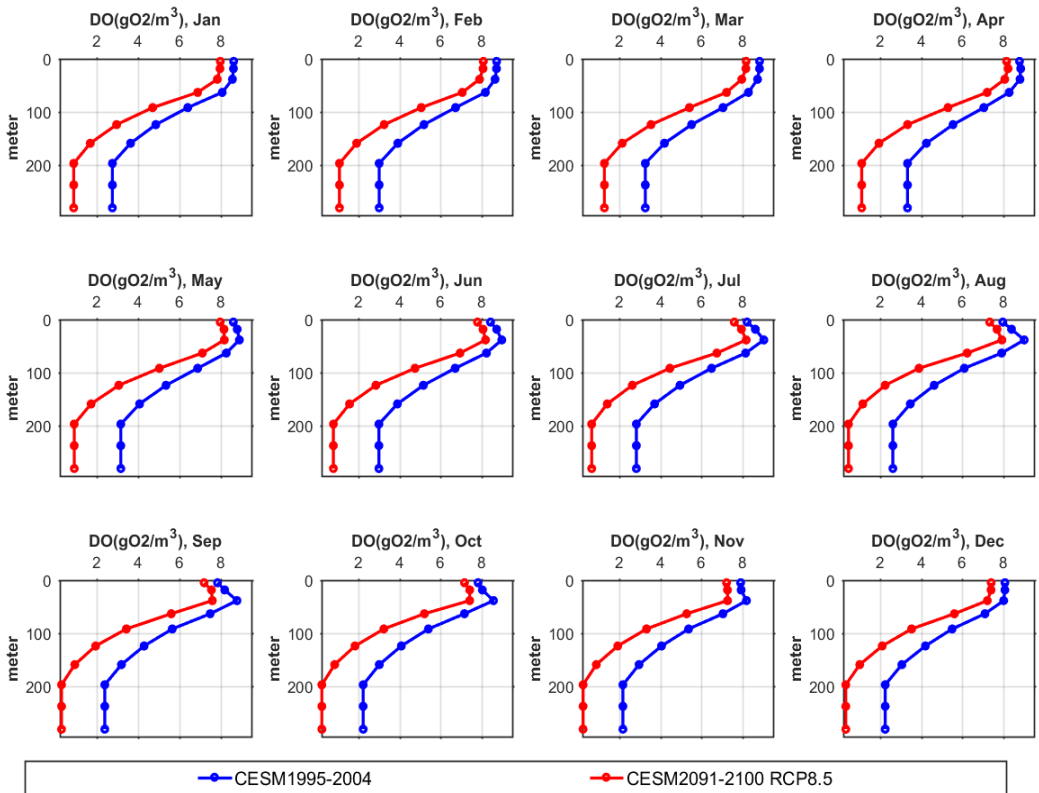 DO(gO2/m³), Jan DO(gO2/m³), Feb DO(gO2/m³), Mar DO(gO2/m³), Apr
2 4 6 8 2 4 6 8 2 4 6 8 2 4 6 8
0 0 0 0
100 100 100 100
200 200 200 200
meter meter meter meter
DO(gO2/m³), May DO(gO2/m³), Jun DO(gO2/m³), Jul DO(gO2/m³), Aug
2 4 6 8 2 4 6 8 2 4 6 8 2 4 6 8
0 0 0 0
100 100 100 100
200 200 200 200
meter meter meter meter
DO(gO2/m³), Sep DO(gO2/m³), Oct DO(gO2/m³), Nov DO(gO2/m³), Dec
2 4 6 8 2 4 6 8 2 4 6 8 2 4 6 8
0 0 0 0
100 100 100 100
200 200 200 200
meter meter meter meter
CESM1995-2004 CESM2091-2100 RCP8.5